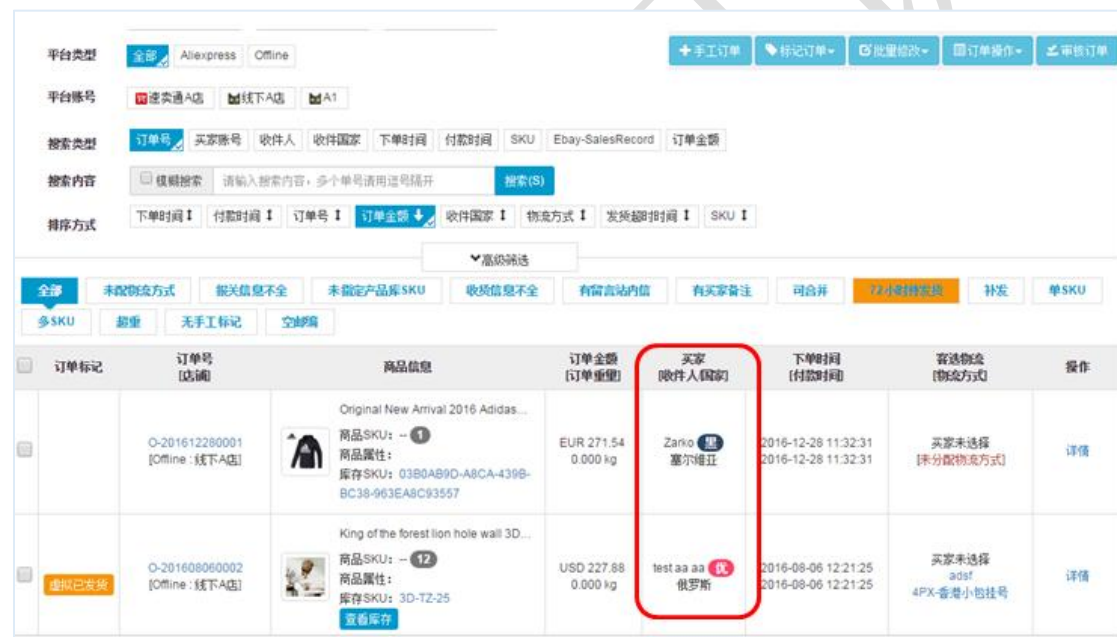 平台类型 全部 Aliexpress Offline +手工订单 标记订单 批量修改 订单操作 审核订单
平台账号 速卖通A店 线下A店 A1
搜索类型 订单号 买家账号 收件人 收件国家 下单时间 付款时间 SKU Ebay-SalesRecord 订单金额
搜索内容 模糊搜索 请输入搜索内容,多个单号请用逗号隔开 搜索(S)
排序方式 下单时间 付款时间 订单号 订单金额 收件国家 物流方式 发货超时时间 SKU
高级筛选
全部 未配物流方式 报关信息不全 未指定产品库SKU 收货信息不全 有留言站内信 有买家备注 可合并 72小时待发货 补发 单SKU
多SKU 超重 无手工标记 空邮编
订单标记 订单号 商品信息 订单金额 买家 下单时间 客选物流 操作
[店铺] [订单重量] [收件人/国家] [付款时间] [物流方式]
Original New Arrival 2016 Adidas...
O-201612280001 商品SKU: -- 1 EUR 271.54 Zarko 黑 2016-12-28 11:32:31 买家未选择 详情
[Offline : 线下A店] 商品属性: 0.000 kg 塞尔维亚 2016-12-28 11:32:31 [未分配物流方式]
库存SKU: 03B0AB9D-A8CA-439B-
BC38-963EA8C93557
King of the forest lion hole wall 3D...
虚拟已发货 O-201608060002 商品SKU: -- 12 USD 227.88 test aa aa 优 2016-08-06 12:21:25 买家未选择 详情
[Offline : 线下A店] 商品属性: 0.000 kg 俄罗斯 2016-08-06 12:21:25 adsf
库存SKU: 3D-TZ-25 4PX-香港小包挂号
查看库存